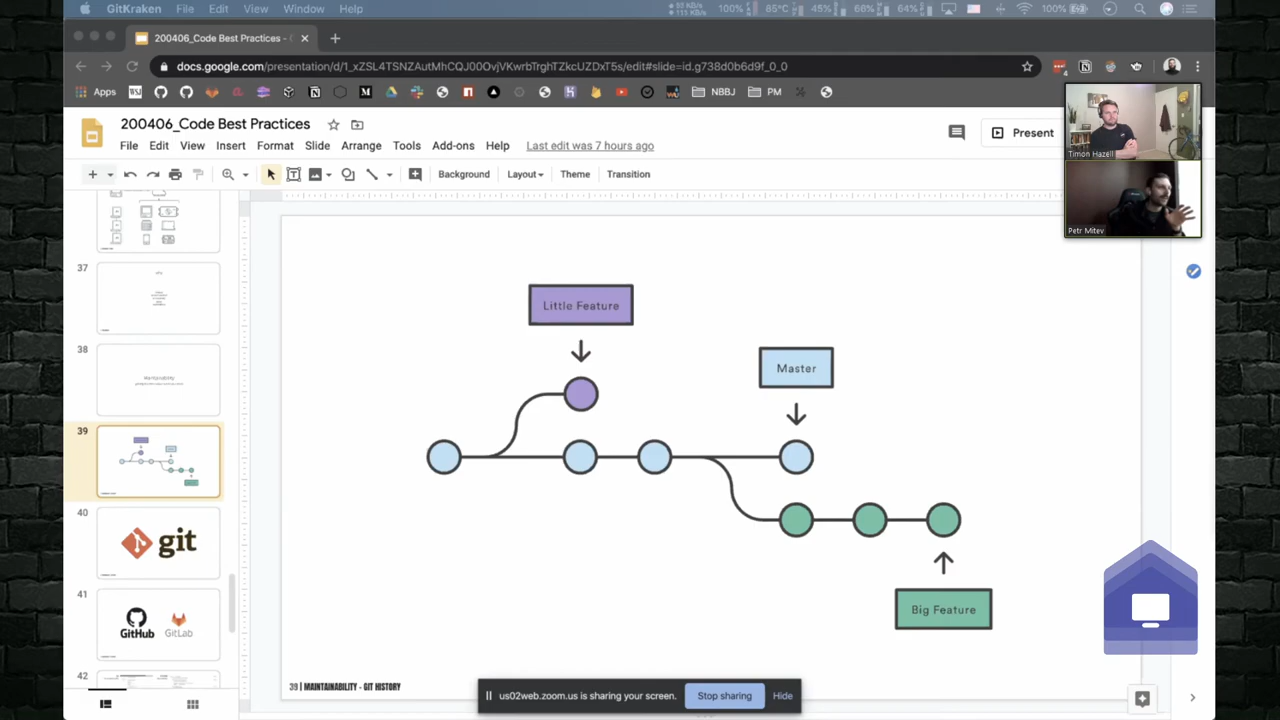 GitKraken File Edit View Window Help
100% 85°C 45% 66% 64% 100%
200406_Code Best Practices - (
docs.google.com/presentation/d/1_xZSL4TSNZAutMhCQJ00OvjVKwrbTrghTZkcUZDxT5s/edit#slide=id.g738d0b6d9f_0_0
Apps NBBJ PM
200406_Code Best Practices
File Edit View Insert Format Slide Arrange Tools Add-ons Help Last edit was 7 hours ago
Present
Background Layout Theme Transition
Timon Hazell
Petr Mitev
37
38
Maintainability
39
40
git
41
GitHub GitLab
42
Little Feature
Master
Big Feature
39 | MAINTAINABILITY - GIT HISTORY
us02web.zoom.us is sharing your screen. Stop sharing Hide